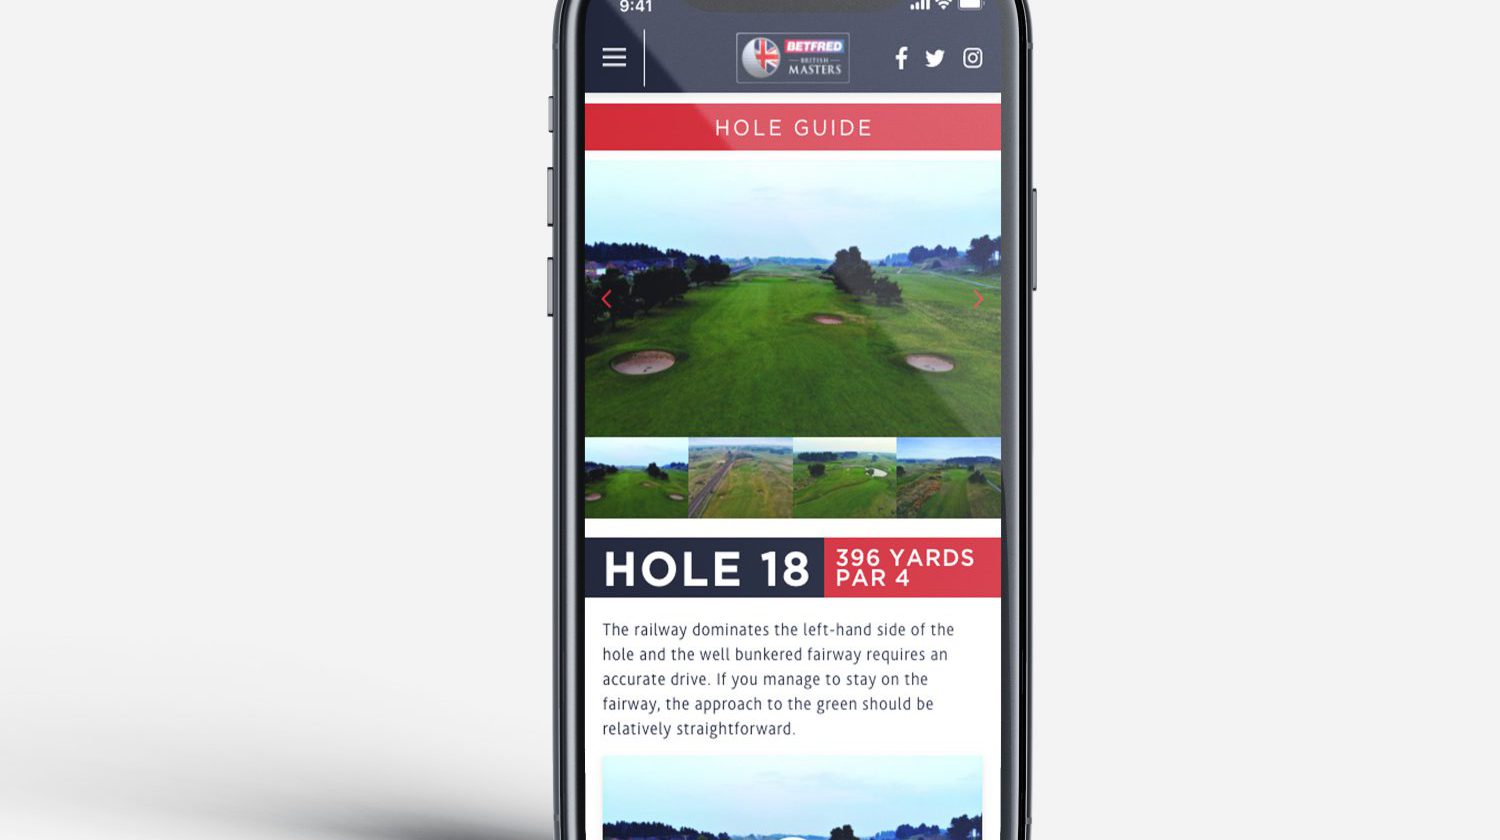 9:41
BETFRED
BRITISH
MASTERS
HOLE GUIDE
HOLE 18
396 YARDS
PAR 4
The railway dominates the left-hand side of the
hole and the well bunkered fairway requires an
accurate drive. If you manage to stay on the
fairway, the approach to the green should be
relatively straightforward.